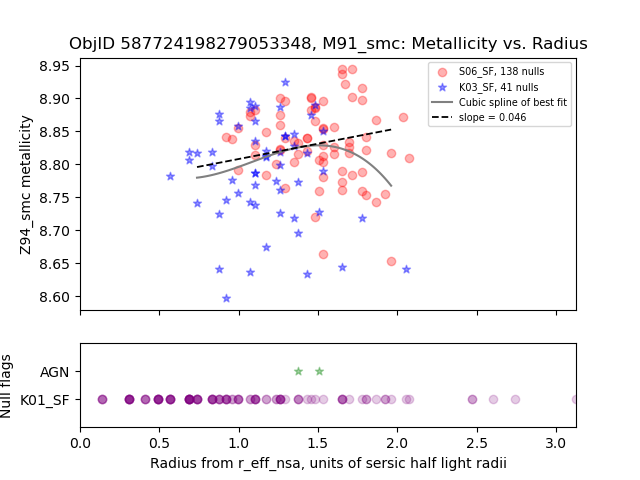 ObjID 587724198279053348, M91_smc: Metallicity vs. Radius
8.95
8.90
8.85
8.80
8.75
8.70
8.65
8.60
Z94_smc metallicity
S06_SF, 138 nulls
K03_SF, 41 nulls
Cubic spline of best fit
slope = 0.046
AGN
K01_SF
Null flags
0.0 0.5 1.0 1.5 2.0 2.5 3.0
Radius from r_eff_nsa, units of sersic half light radii